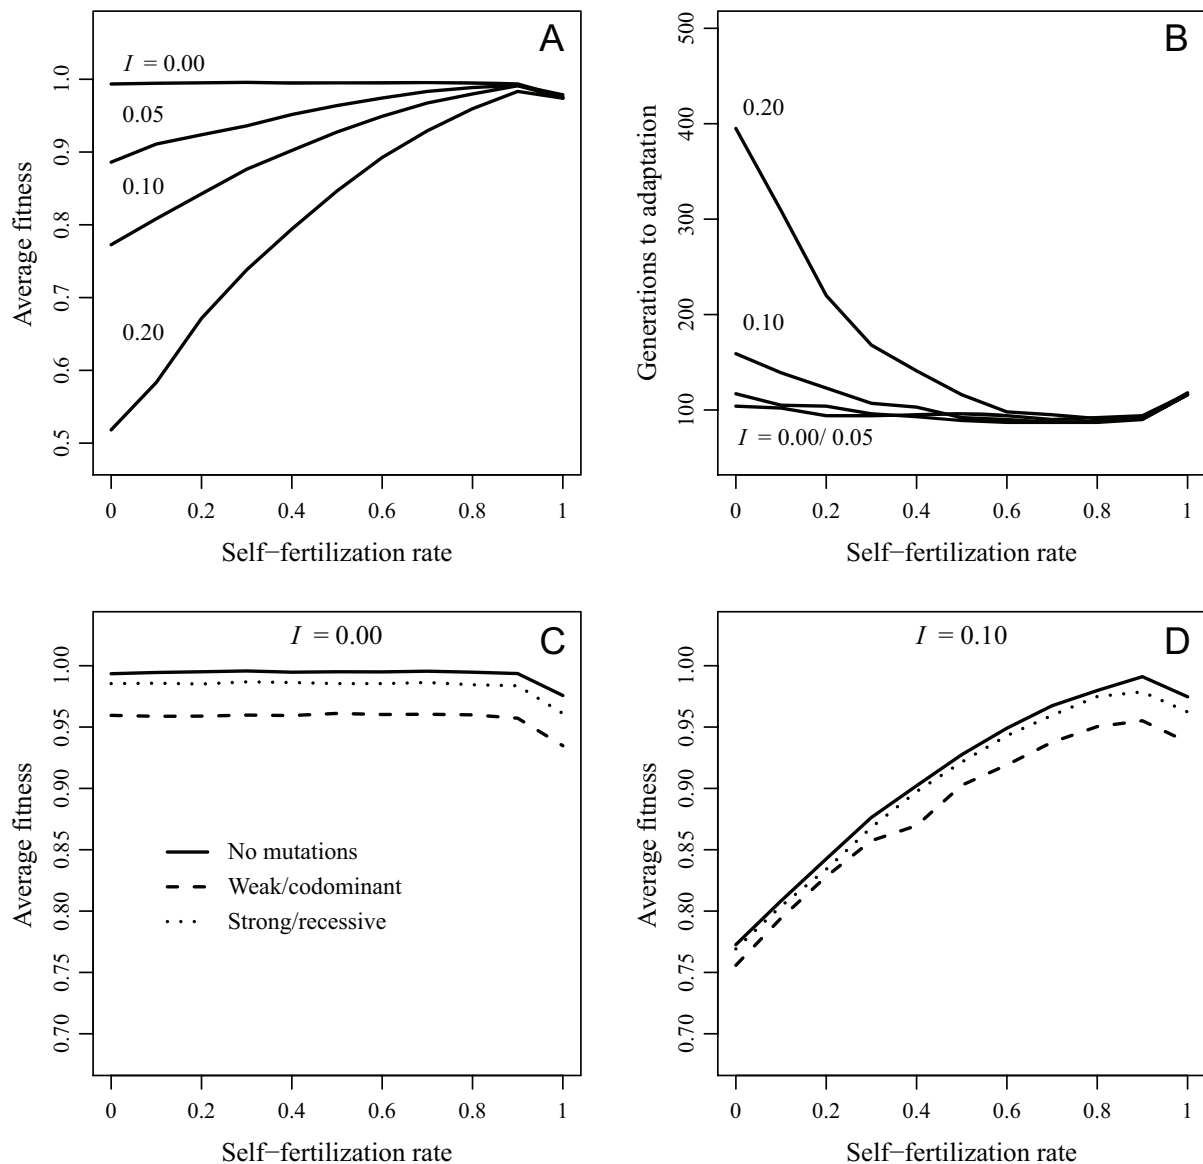 A
I = 0.00
0.05
0.10
0.20
Average fitness
1.0
0.9
0.8
0.7
0.6
0.5
0
0.2
0.4
0.6
0.8
1
Self−fertilization rate
B
0.20
0.10
I = 0.00/ 0.05
Generations to adaptation
500
400
300
200
100
0
0.2
0.4
0.6
0.8
1
Self−fertilization rate
I = 0.00
C
Average fitness
1.00
0.95
0.90
0.85
0.80
0.75
0.70
No mutations
Weak/codominant
Strong/recessive
0
0.2
0.4
0.6
0.8
1
Self−fertilization rate
I = 0.10
D
Average fitness
1.00
0.95
0.90
0.85
0.80
0.75
0.70
0
0.2
0.4
0.6
0.8
1
Self−fertilization rate